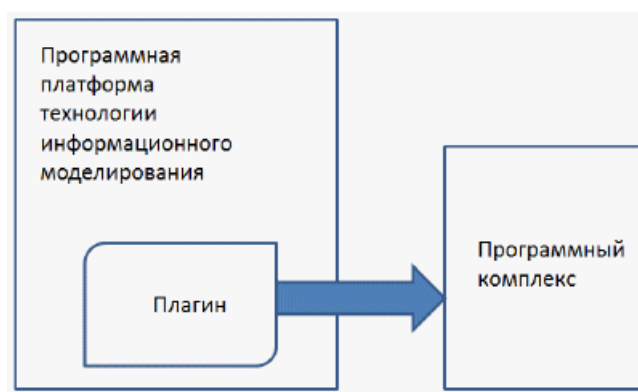 Программная
платформа
технологии
информационного
моделирования
Плагин
Программный
комплекс